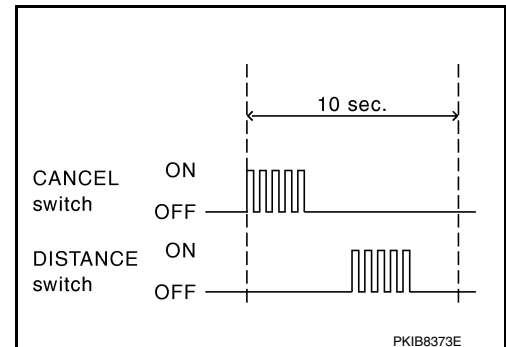 10 sec.
CANCEL
switch
ON
OFF
DISTANCE
switch
ON
OFF
PKIB8373E